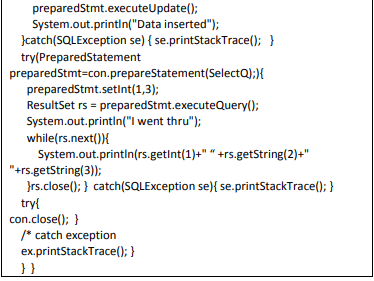 preparedStmt.executeUpdate();
System.out.println("Data inserted");
}catch(SQLException se) { se.printStackTrace(); }
try(PreparedStatement
preparedStmt=con.prepareStatement(SelectQ);){
preparedStmt.setInt(1,3);
ResultSet rs = preparedStmt.executeQuery();
System.out.println("I went thru");
while(rs.next()){
System.out.println(rs.getInt(1)+" “ +rs.getString(2)+"
"+rs.getString(3));
}rs.close(); } catch(SQLException se){ se.printStackTrace(); }
try{
con.close(); }
/* catch exception
ex.printStackTrace(); }
} }